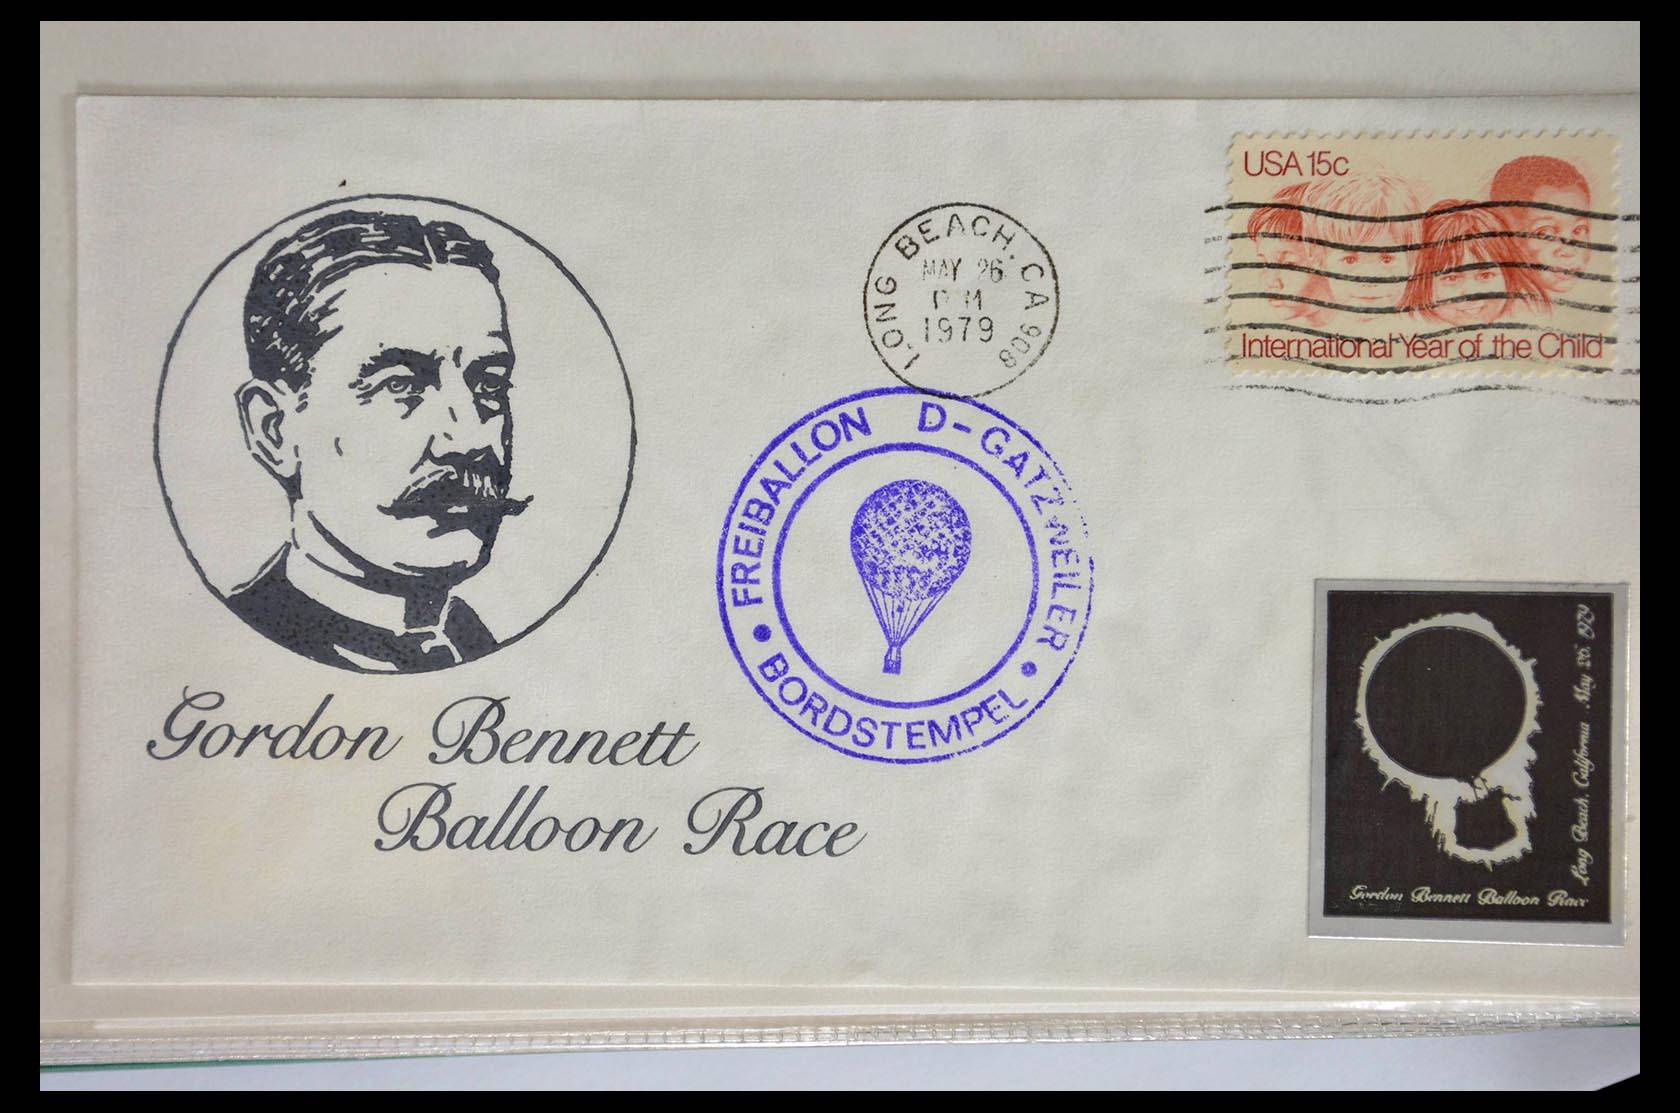 USA 15c
International Year of the Child
LONG BEACH, CA 908
MAY 26
PM
1979
FREIBALLON D-GATZWEILER
BORDSTEMPEL
Gordon Bennett
Balloon Race
Long Beach, California May 26, 1979
Gordon Bennett Balloon Race